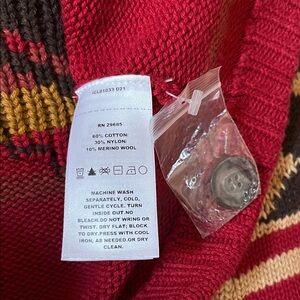 RN 29685
60% COTTON
30% NYLON
10% MERINO WOOL
MACHINE WASH
SEPARATELY, COLD,
GENTLE CYCLE. TURN
INSIDE OUT.NO
BLEACH.DO NOT WRING OR
TWIST. DRY FLAT; BLOCK
TO DRY.PRESS WITH COOL
IRON, AS NEEDED.OR DRY
CLEAN.